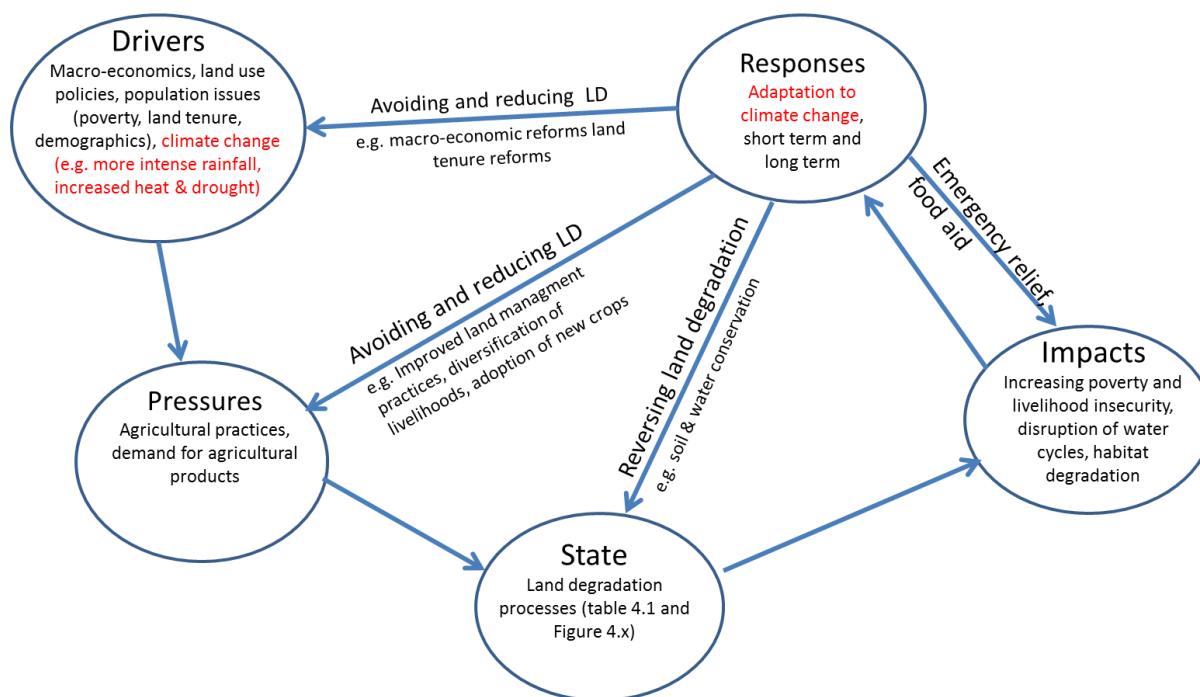 Drivers
Macro-economics, land use
policies, population issues
(poverty, land tenure,
demographics), climate change
(e.g. more intense rainfall,
increased heat & drought)
Avoiding and reducing LD
e.g. macro-economic reforms land
tenure reforms
Responses
Adaptation to
climate change,
short term and
long term
Emergency relief,
food aid
Avoiding and reducing LD
e.g. Improved land managment
practices, diversification of
livelihoods, adoption of new crops
Reversing land degradation
e.g. soil & water conservation
Impacts
Increasing poverty and
livelihood insecurity,
disruption of water
cycles, habitat
degradation
Pressures
Agricultural practices,
demand for agricultural
products
State
Land degradation
processes (table 4.1 and
Figure 4.x)